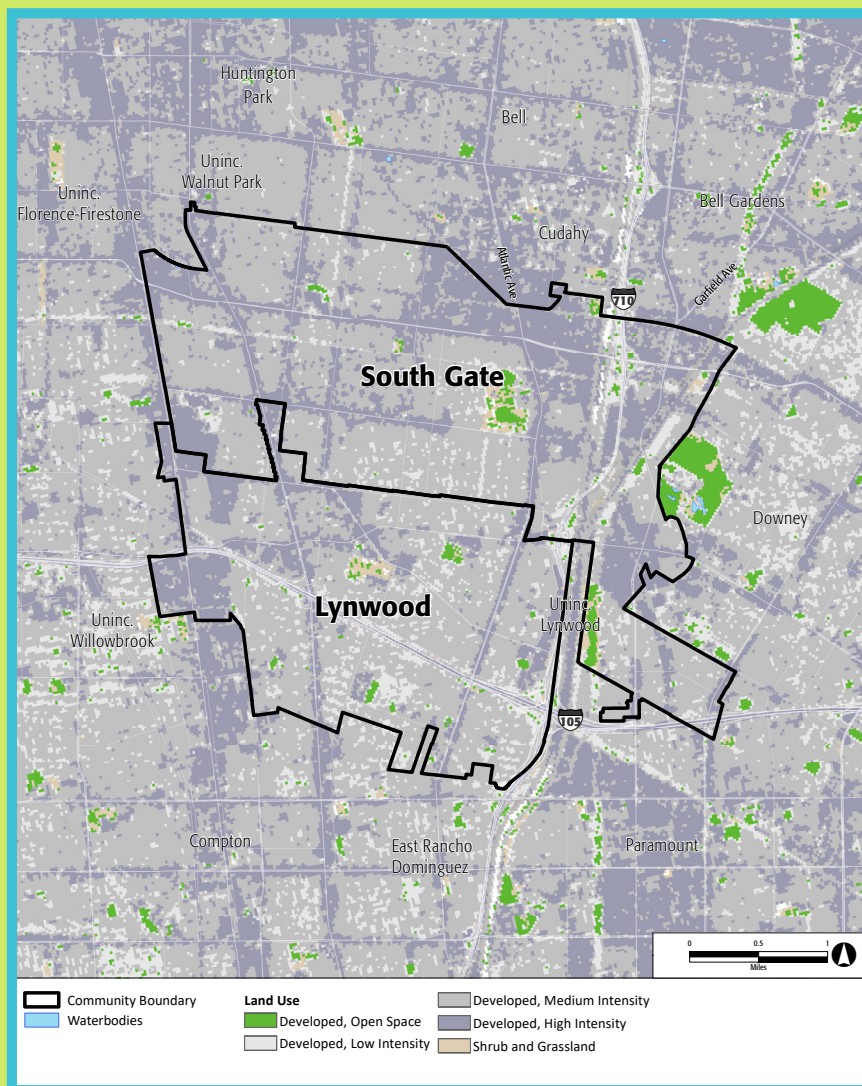 Huntington
Park
Bell
Uninc.
Walnut Park
Uninc.
Florence-Firestone
Bell Gardens
Cudahy
Atlantic Ave
Garfield Ave
710
South Gate
Downey
Lynwood
Uninc.
Lynwood
Uninc.
Willowbrook
105
Compton
East Rancho
Dominguez
Paramount
0 0.5 1
Miles
Community Boundary
Waterbodies
Land Use
Developed, Open Space
Developed, Low Intensity
Developed, Medium Intensity
Developed, High Intensity
Shrub and Grassland